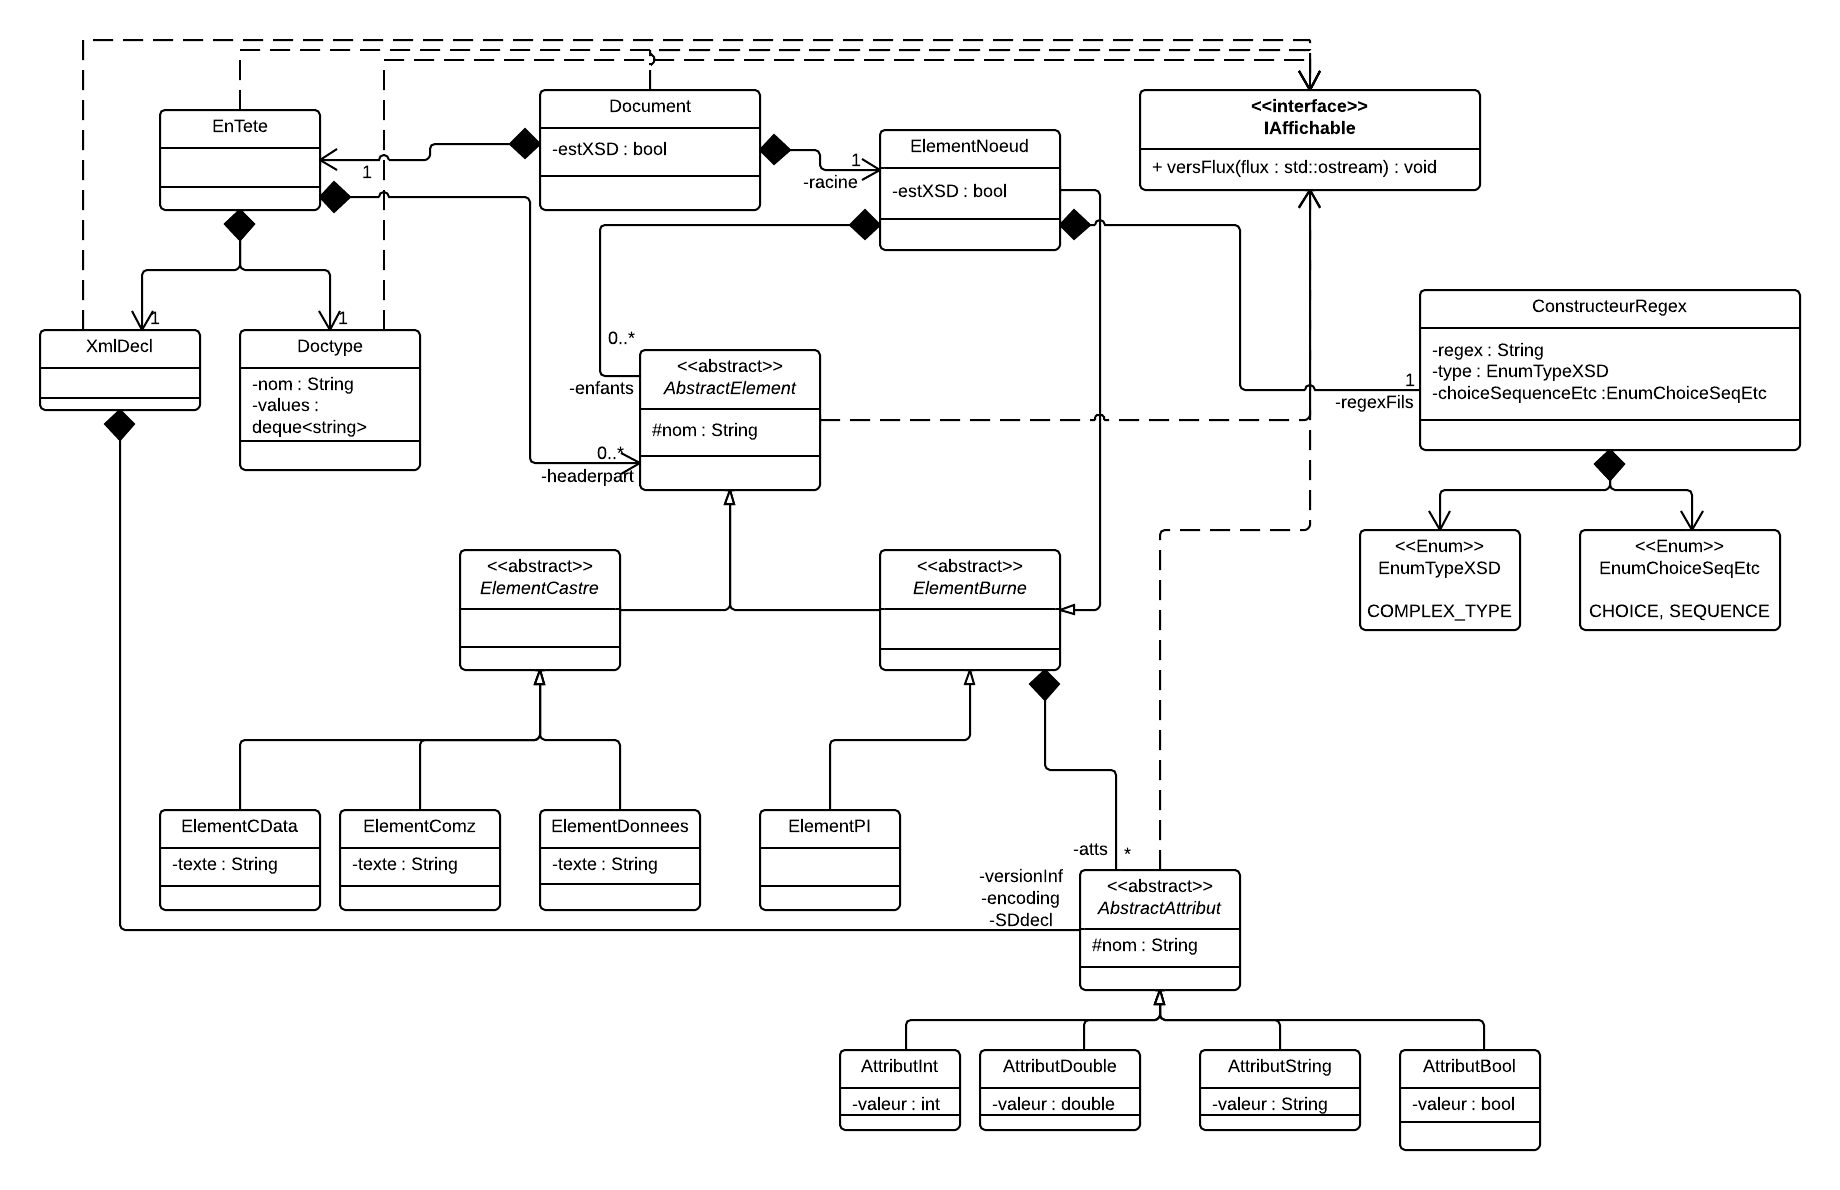 EnTete
1
Document
-estXSD : bool
1
-racine
ElementNoeud
-estXSD : bool
<<interface>>
IAffichable
+ versFlux(flux : std::ostream) : void
1
XmlDecl
1
Doctype
-nom : String
-values :
deque<string>
0..*
-enfants
<<abstract>>
AbstractElement
#nom : String
0..*
-headerpart
1
-regexFils
ConstructeurRegex
-regex : String
-type : EnumTypeXSD
-choiceSequenceEtc :EnumChoiceSeqEtc
<<abstract>>
ElementCastre
<<abstract>>
ElementBurne
<<Enum>>
EnumTypeXSD
COMPLEX_TYPE
<<Enum>>
EnumChoiceSeqEtc
CHOICE, SEQUENCE
ElementCData
-texte : String
ElementComz
-texte : String
ElementDonnees
-texte : String
ElementPI
-atts
*
-versionInf
-encoding
-SDdecl
<<abstract>>
AbstractAttribut
#nom : String
AttributInt
-valeur : int
AttributDouble
-valeur : double
AttributString
-valeur : String
AttributBool
-valeur : bool